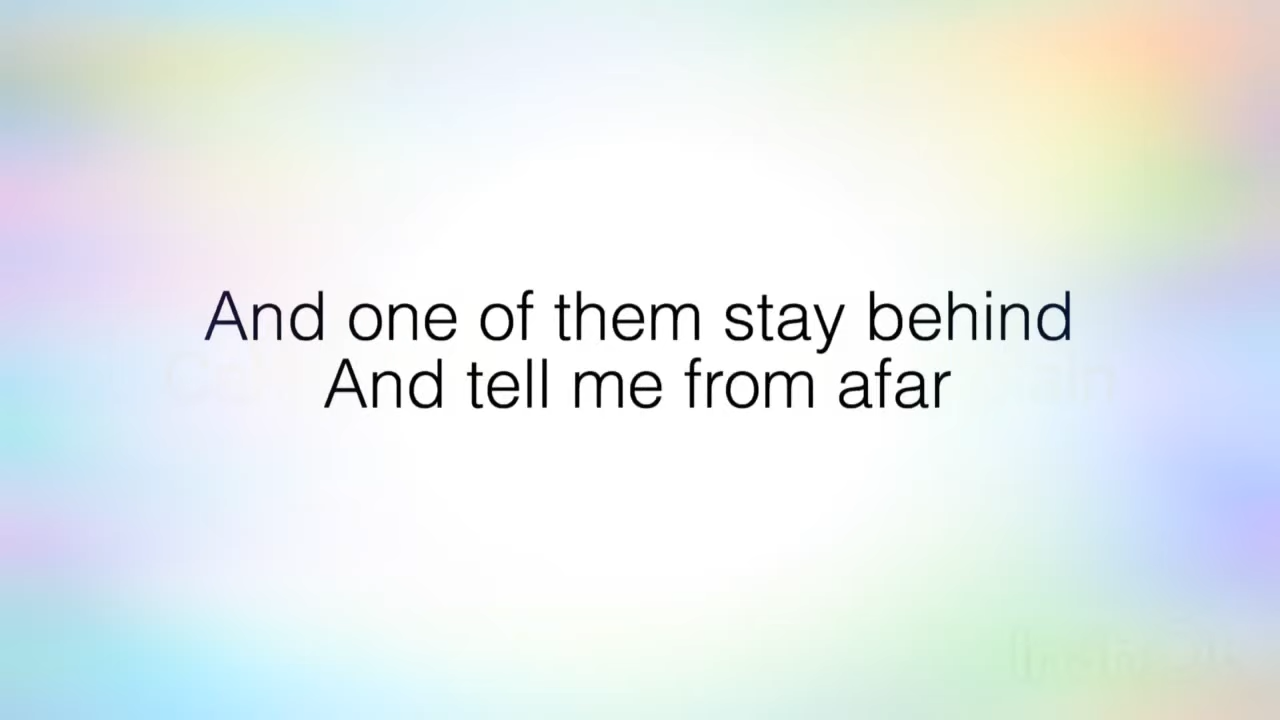 And one of them stay behind
And tell me from afar